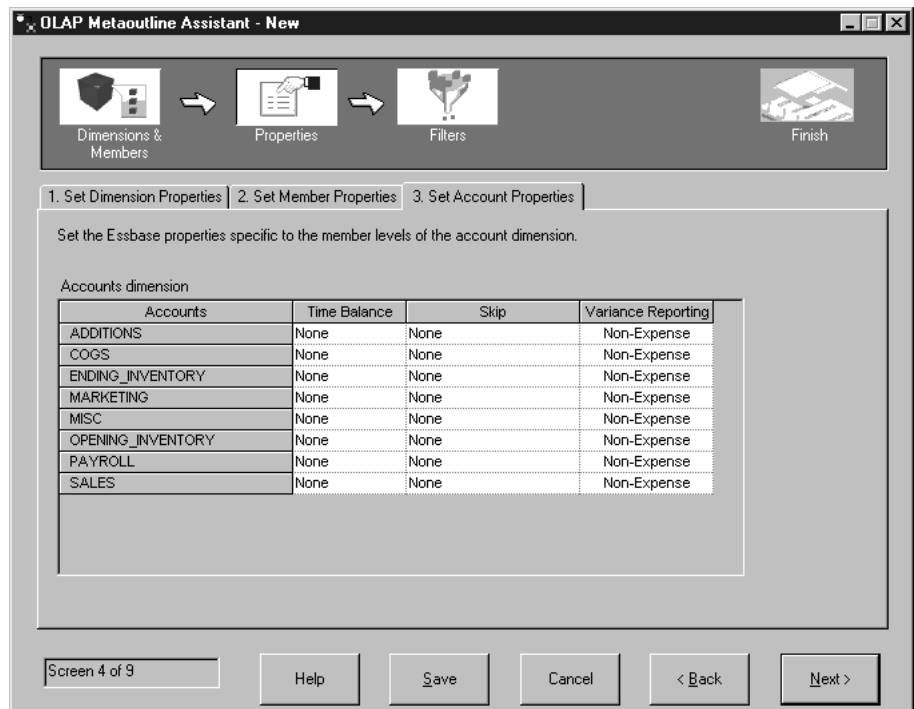 OLAP Metaoutline Assistant - New
Dimensions & Members
Properties
Filters
Finish
1. Set Dimension Properties
2. Set Member Properties
3. Set Account Properties
Set the Essbase properties specific to the member levels of the account dimension.
Accounts dimension
Accounts Time Balance Skip Variance Reporting
ADDITIONS None None Non-Expense
COGS None None Non-Expense
ENDING_INVENTORY None None Non-Expense
MARKETING None None Non-Expense
MISC None None Non-Expense
OPENING_INVENTORY None None Non-Expense
PAYROLL None None Non-Expense
SALES None None Non-Expense
Screen 4 of 9
Help
Save
Cancel
< Back
Next >